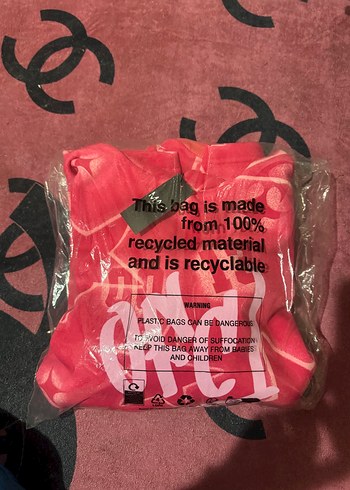 This bag is made
from 100%
recycled material
and is recyclable
WARNING
PLASTIC BAGS CAN BE DANGEROUS.
TO AVOID DANGER OF SUFFOCATION
KEEP THIS BAG AWAY FROM BABIES
AND CHILDREN